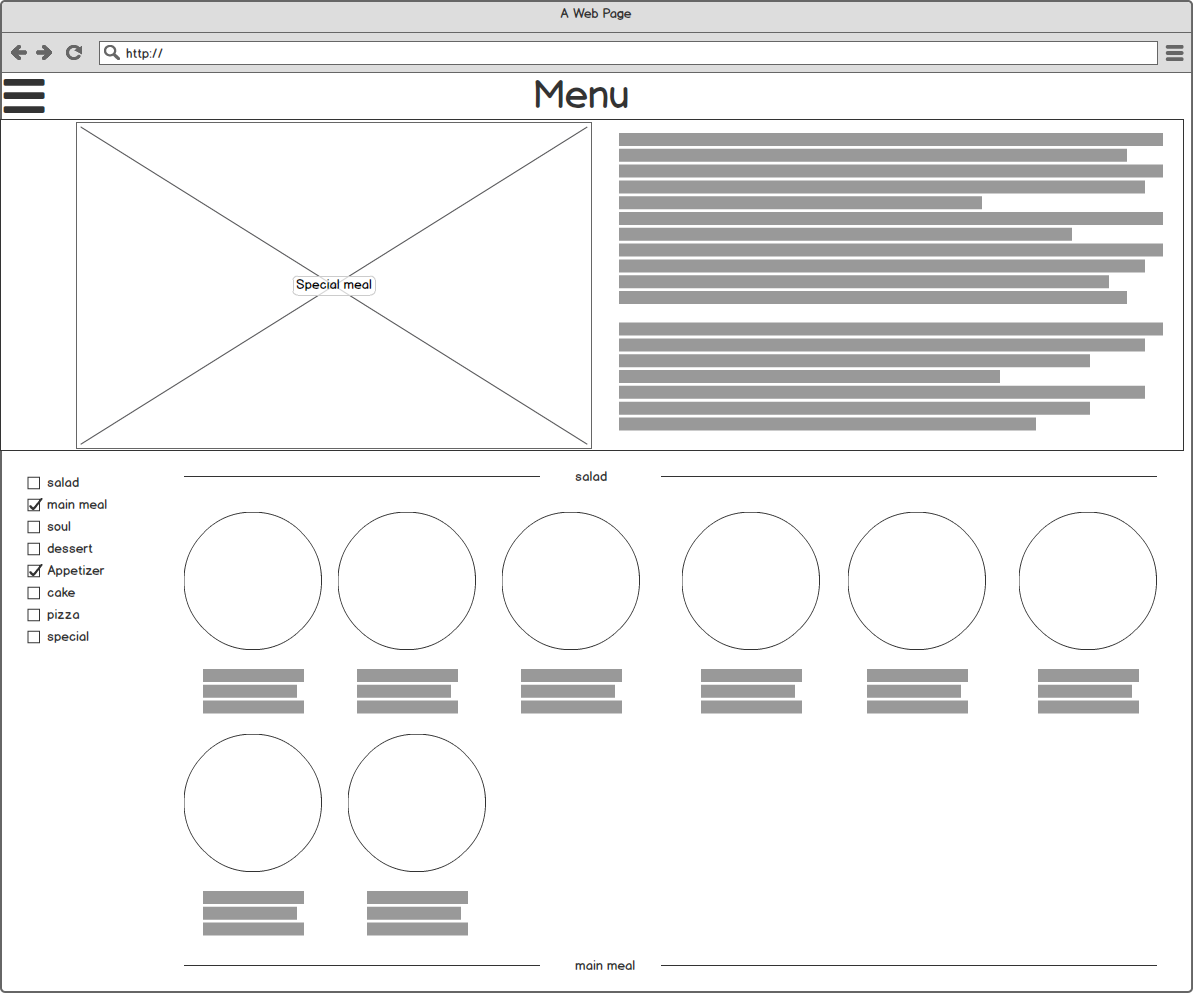 A Web Page
http://
Menu
Special meal
salad
main meal
soul
dessert
Appetizer
cake
pizza
special
salad
main meal